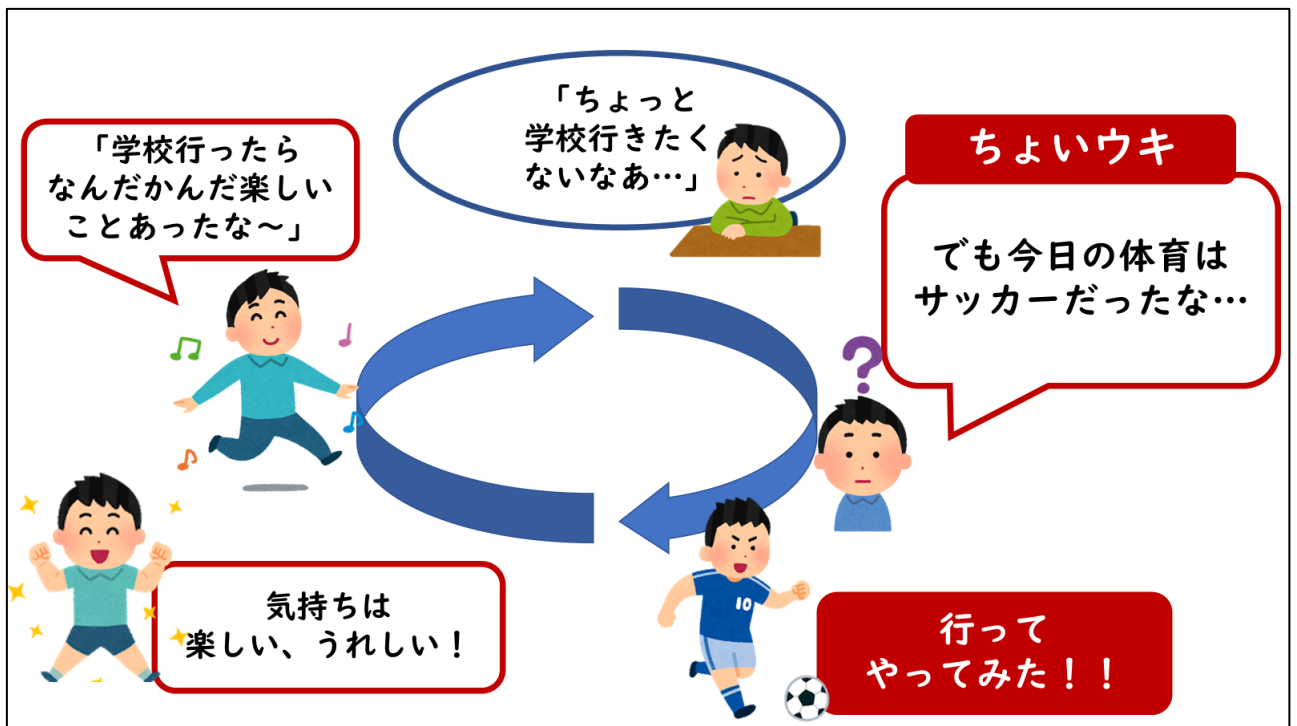 「ちょっと
学校行きたく
ないなあ…」
ちょいウキ
でも今日の体育は
サッカーだったな…
10
行って
やってみた！！
気持ちは
楽しい、うれしい！
「学校行ったら
なんだかんだ楽しい
ことあったな～」